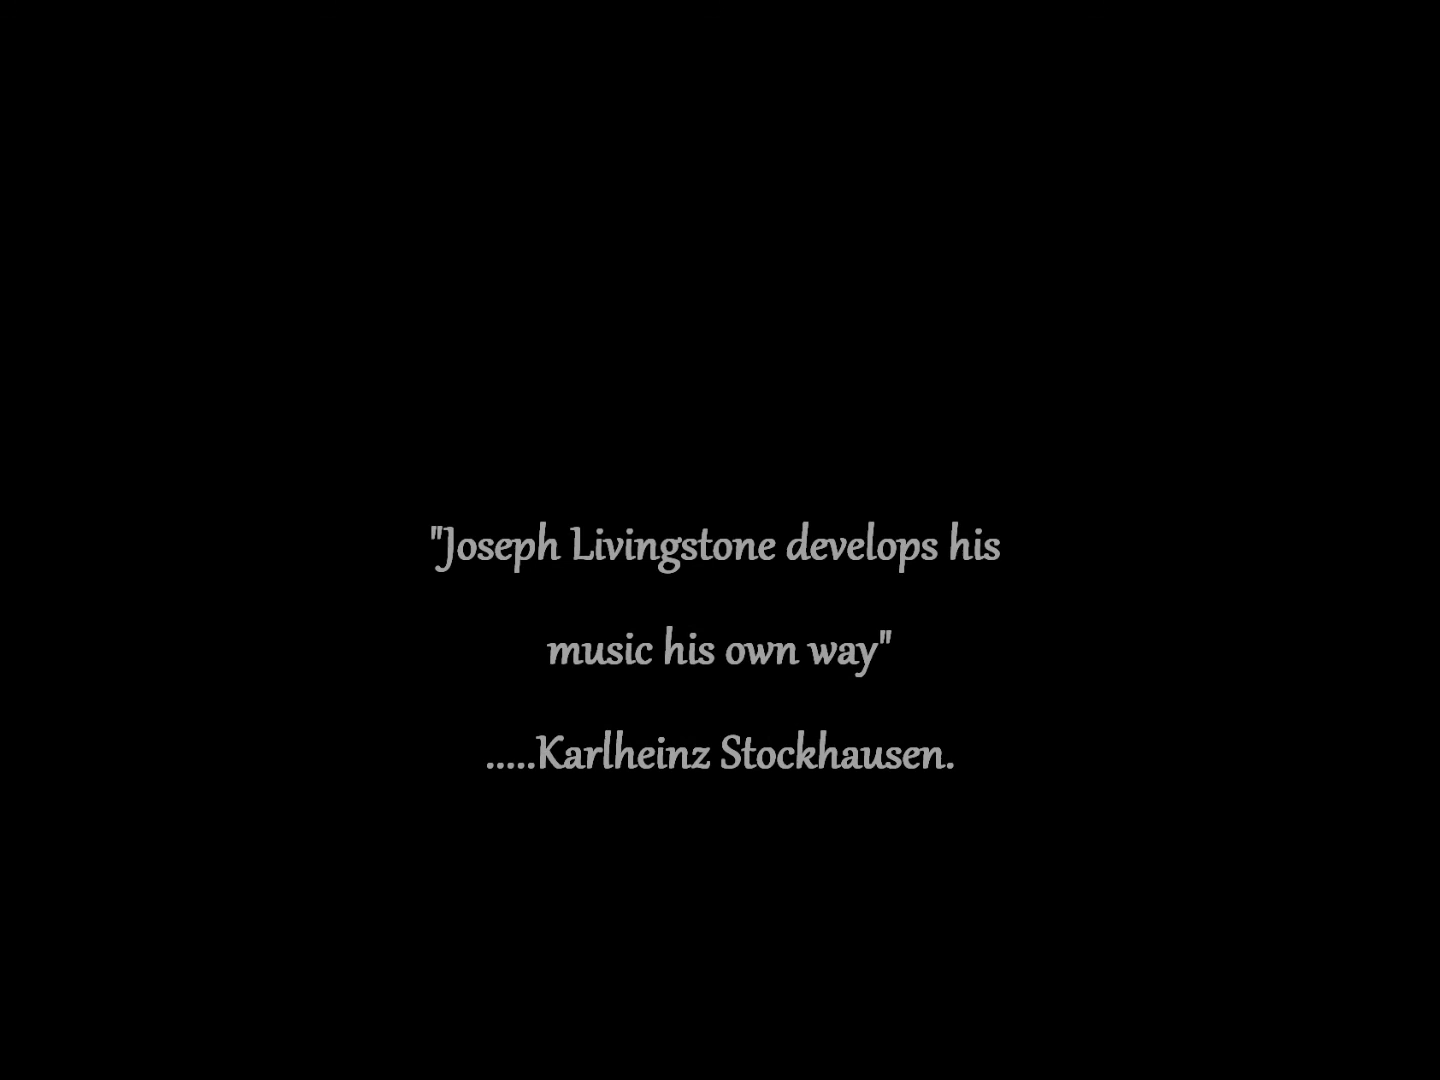 "Joseph Livingstone develops his
music his own way"
.....Karlheinz Stockhausen.